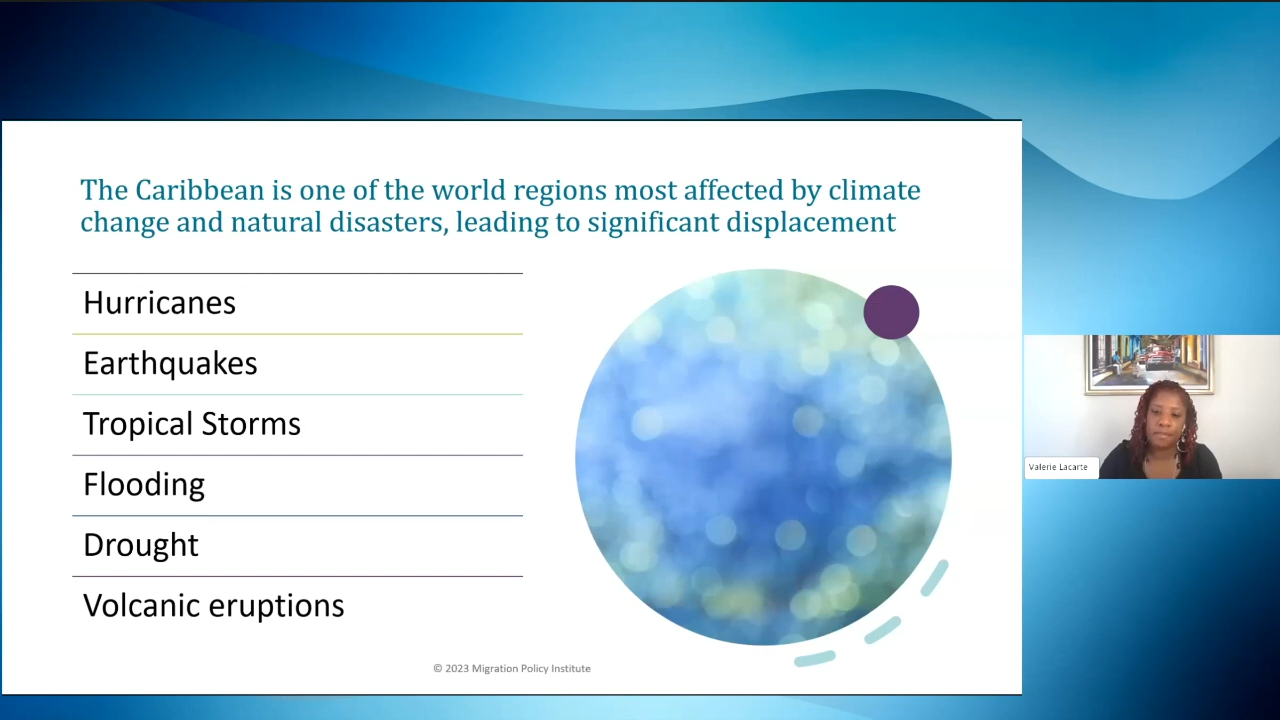 The Caribbean is one of the world regions most affected by climate
change and natural disasters, leading to significant displacement
Hurricanes
Earthquakes
Tropical Storms
Flooding
Drought
Volcanic eruptions
© 2023 Migration Policy Institute
Valerie Lacarte